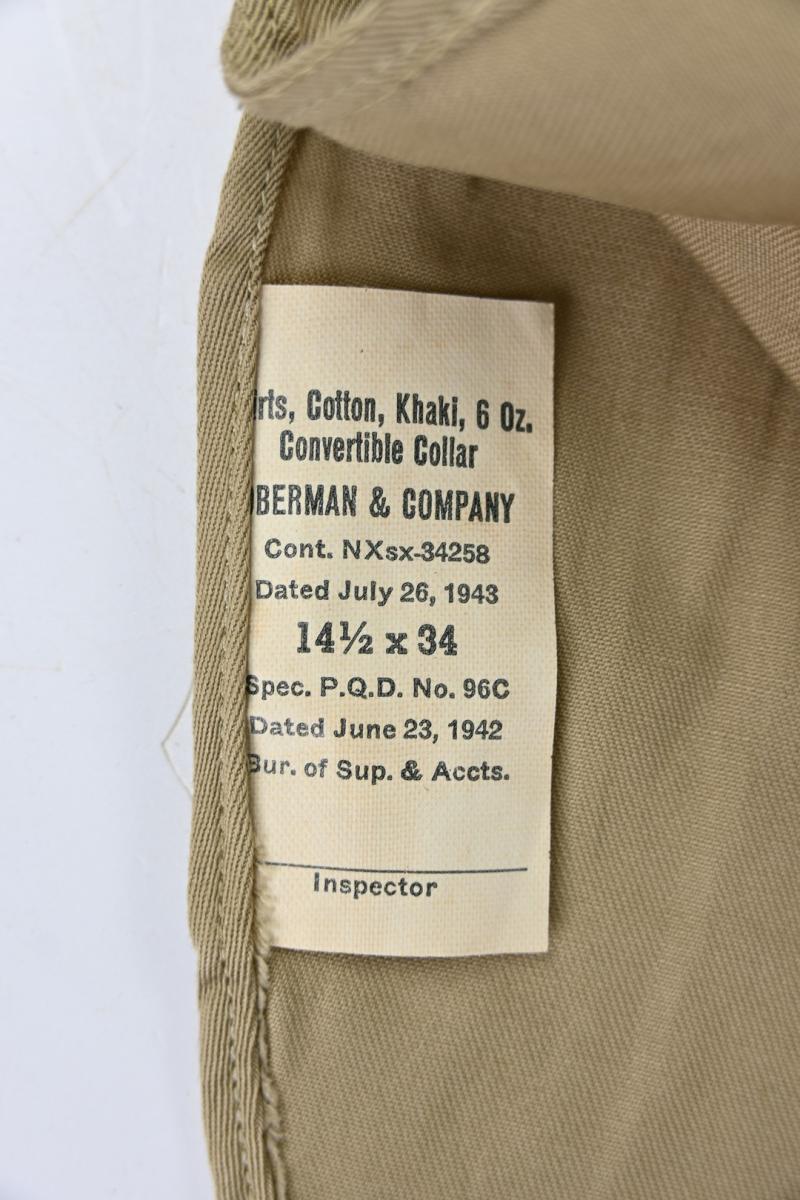 irts, Cotton, Khaki, 6 Oz.
Convertible Collar
BERMAN & COMPANY
Cont. NXsx-34258
Dated July 26, 1943
14½ x 34
Spec. P.Q.D. No. 96C
Dated June 23, 1942
Bur. of Sup. & Accts.
Inspector